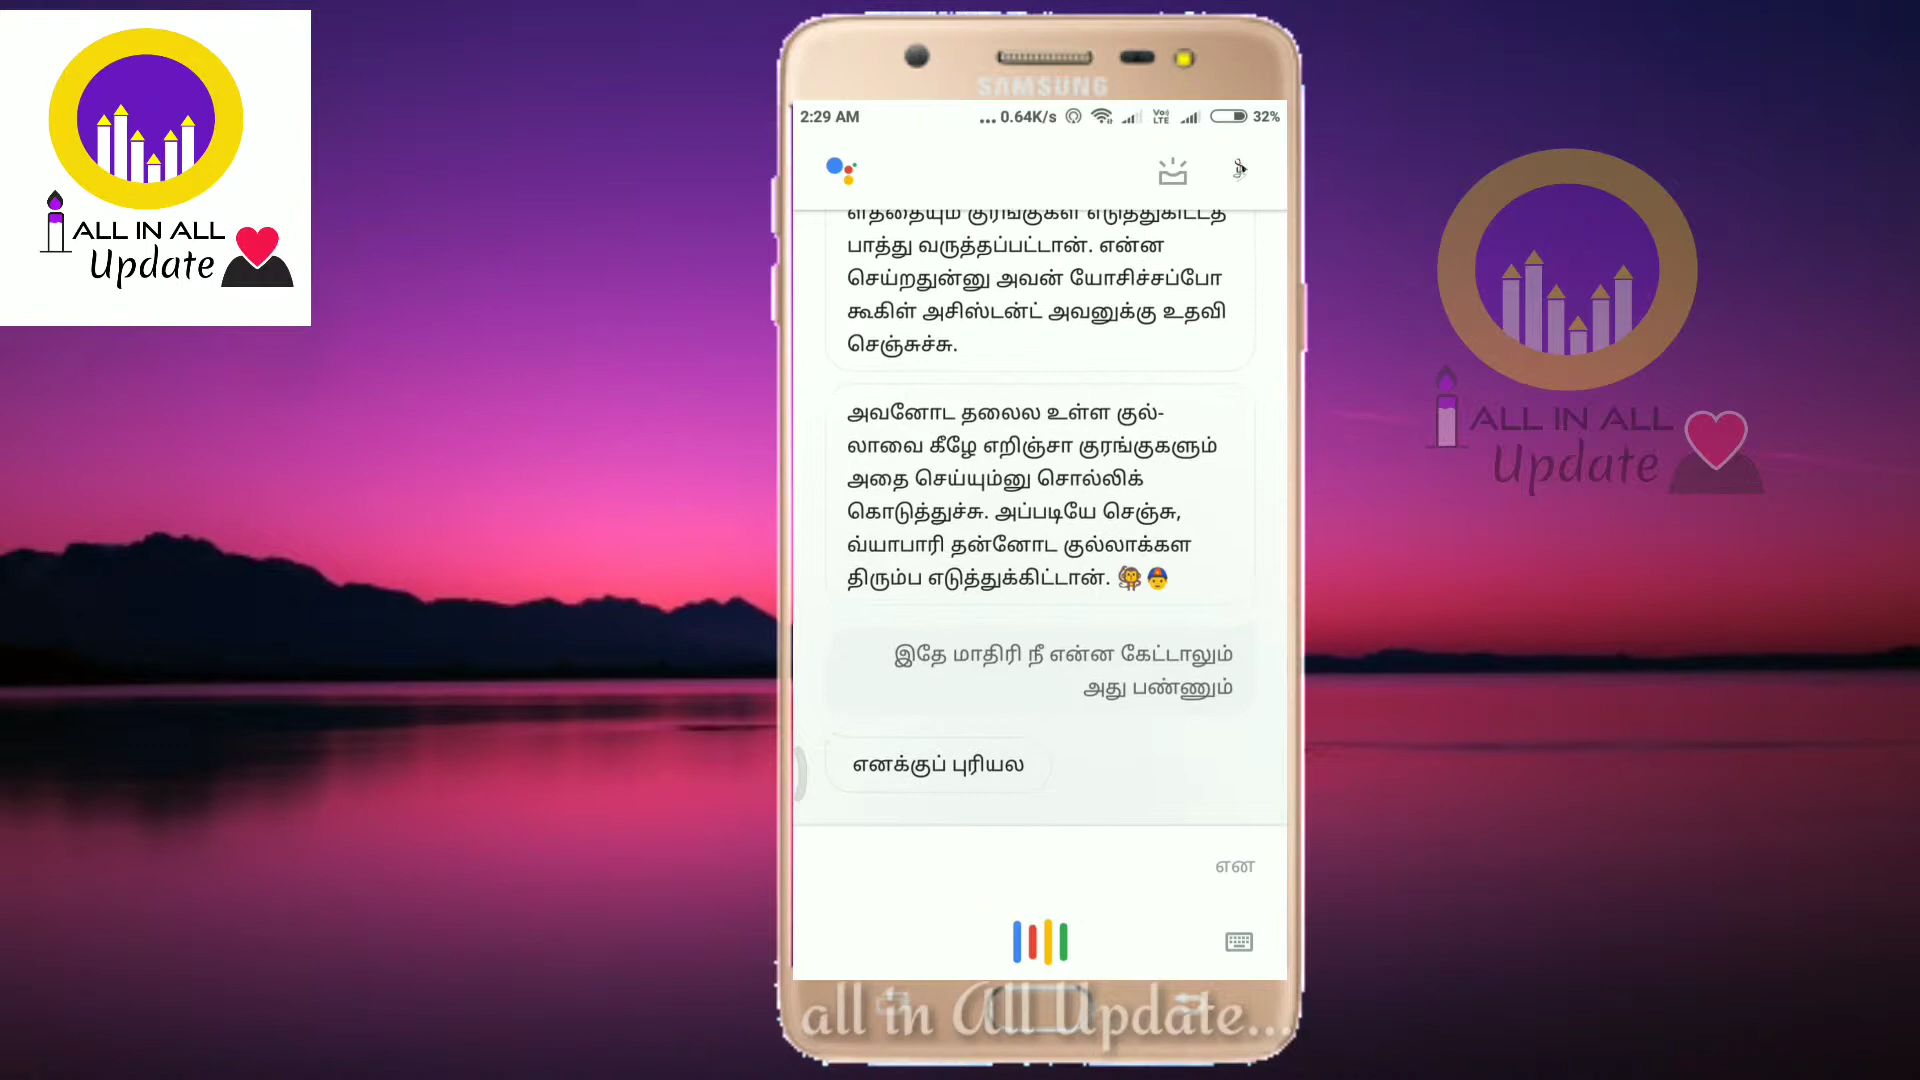 ALL IN ALL
Update
SAMSUNG
2:29 AM
... 0.64K/s
Vo))
LTE
32%
பாத்து வருத்தப்பட்டான். என்ன
செய்றதுன்னு அவன் யோசிச்சப்போ
கூகிள் அசிஸ்டன்ட் அவனுக்கு உதவி
செஞ்சுச்சு.
அவனோட தலைல உள்ள குல்-
லாவை கீழே எறிஞ்சா குரங்குகளும்
அதை செய்யும்னு சொல்லிக்
கொடுத்துச்சு. அப்படியே செஞ்சு,
வ்யாபாரி தன்னோட குல்லாக்கள
திரும்ப எடுத்துக்கிட்டான். 🐒👲
இதே மாதிரி நீ என்ன கேட்டாலும்
அது பண்ணும்
எனக்குப் புரியல
என
all in All Update...
ALL IN ALL
Update